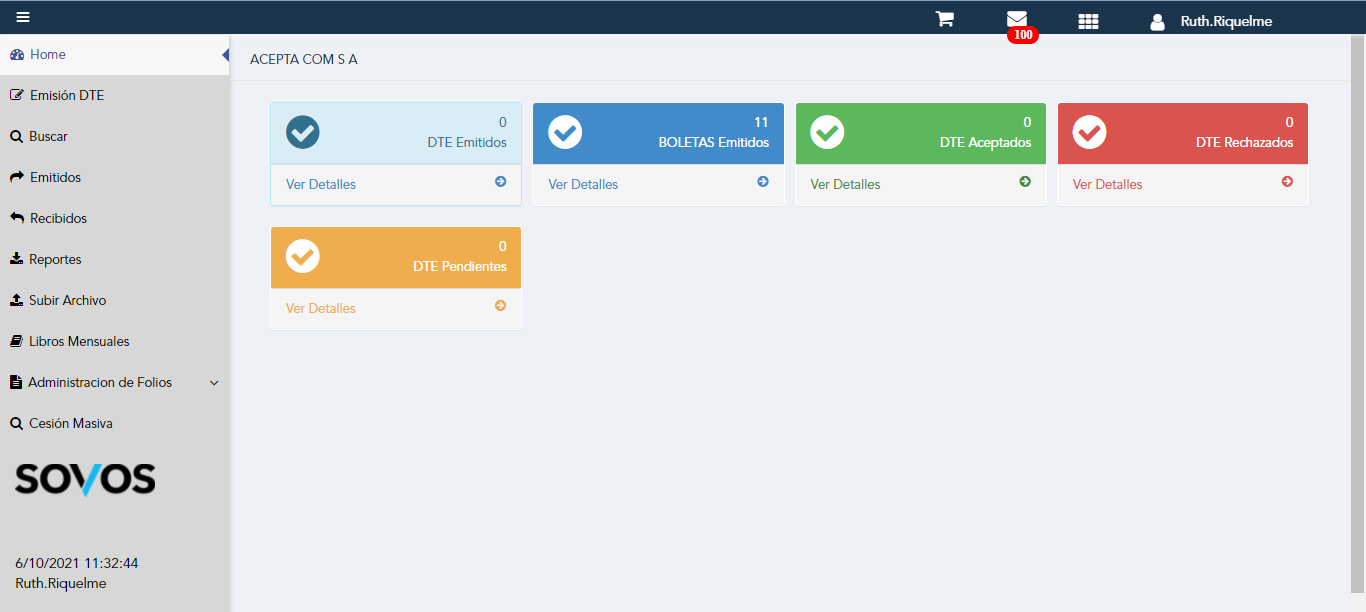 100
Ruth.Riquelme
Home
Emisión DTE
Buscar
Emitidos
Recibidos
Reportes
Subir Archivo
Libros Mensuales
Administracion de Folios
Cesión Masiva
SOVOS
6/10/2021 11:32:44
Ruth.Riquelme
ACEPTA COM S A
0
DTE Emitidos
Ver Detalles
11
BOLETAS Emitidos
Ver Detalles
0
DTE Aceptados
Ver Detalles
0
DTE Rechazados
Ver Detalles
0
DTE Pendientes
Ver Detalles